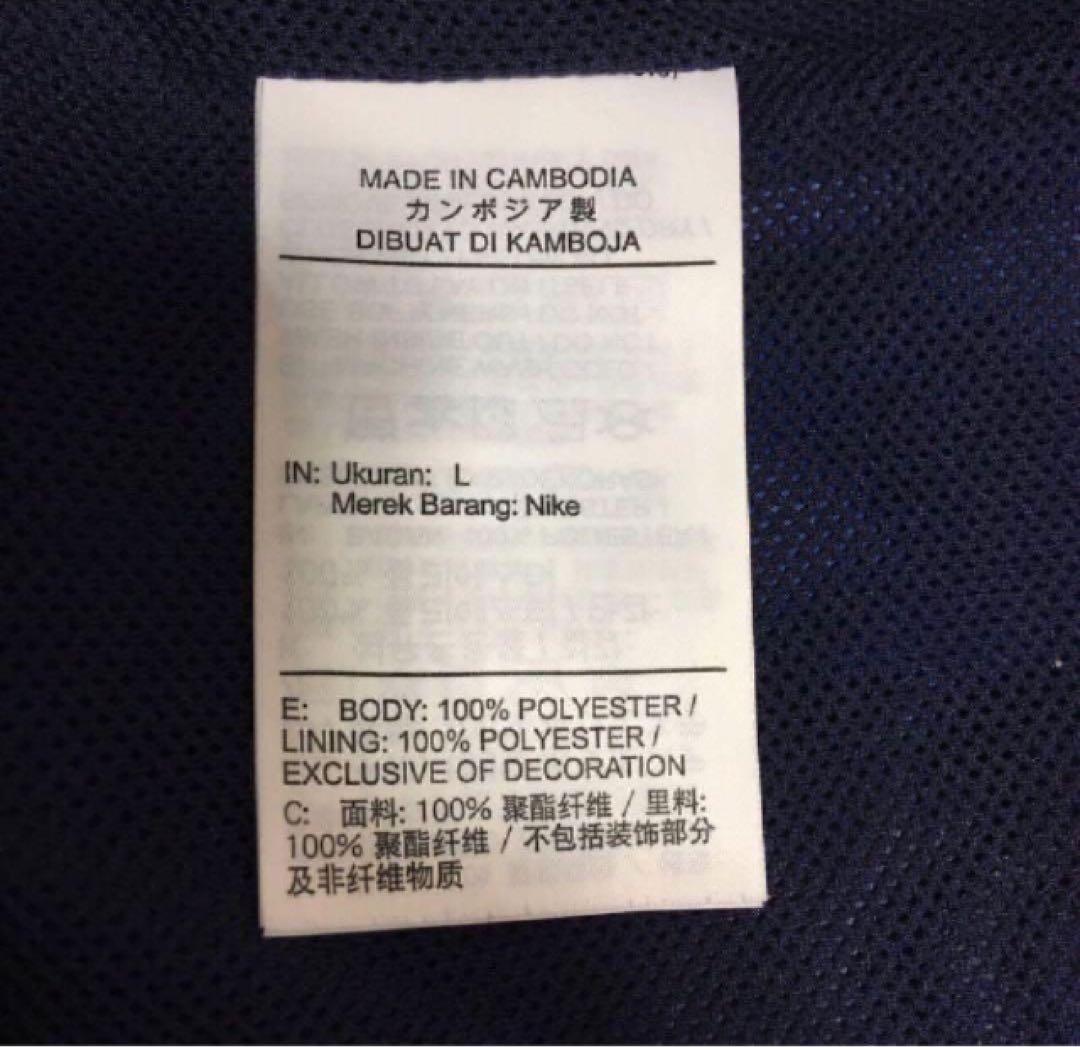 MADE IN CAMBODIA
カンボジア製
DIBUAT DI KAMBOJA
IN: Ukuran: L
Merek Barang: Nike
E: BODY: 100% POLYESTER /
LINING: 100% POLYESTER /
EXCLUSIVE OF DECORATION
C: 面料: 100% 聚酯纤维 / 里料:
100% 聚酯纤维 / 不包括装饰部分
及非纤维物质